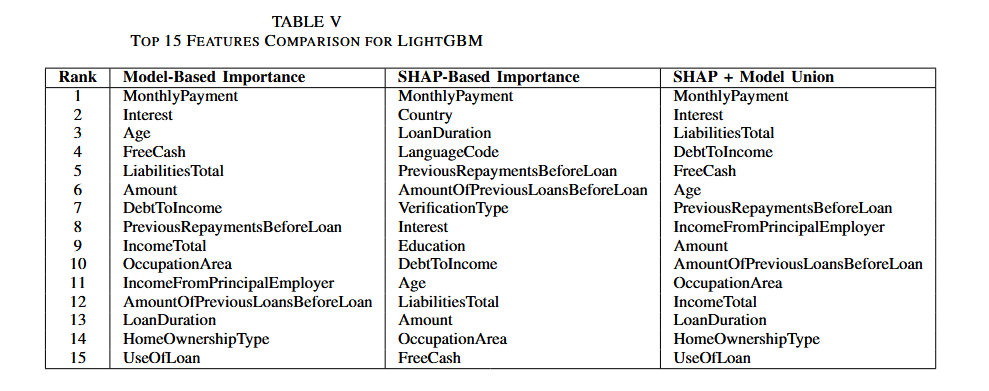 TABLE V
TOP 15 FEATURES COMPARISON FOR LIGHTGBM
Rank Model-Based Importance SHAP-Based Importance SHAP + Model Union
1 MonthlyPayment MonthlyPayment MonthlyPayment
2 Interest Country Interest
3 Age LoanDuration LiabilitiesTotal
4 FreeCash LanguageCode DebtToIncome
5 LiabilitiesTotal PreviousRepaymentsBeforeLoan FreeCash
6 Amount AmountOfPreviousLoansBeforeLoan Age
7 DebtToIncome VerificationType PreviousRepaymentsBeforeLoan
8 PreviousRepaymentsBeforeLoan Interest IncomeFromPrincipalEmployer
9 IncomeTotal Education Amount
10 OccupationArea DebtToIncome AmountOfPreviousLoansBeforeLoan
11 IncomeFromPrincipalEmployer Age OccupationArea
12 AmountOfPreviousLoansBeforeLoan LiabilitiesTotal IncomeTotal
13 LoanDuration Amount LoanDuration
14 HomeOwnershipType OccupationArea HomeOwnershipType
15 UseOfLoan FreeCash UseOfLoan